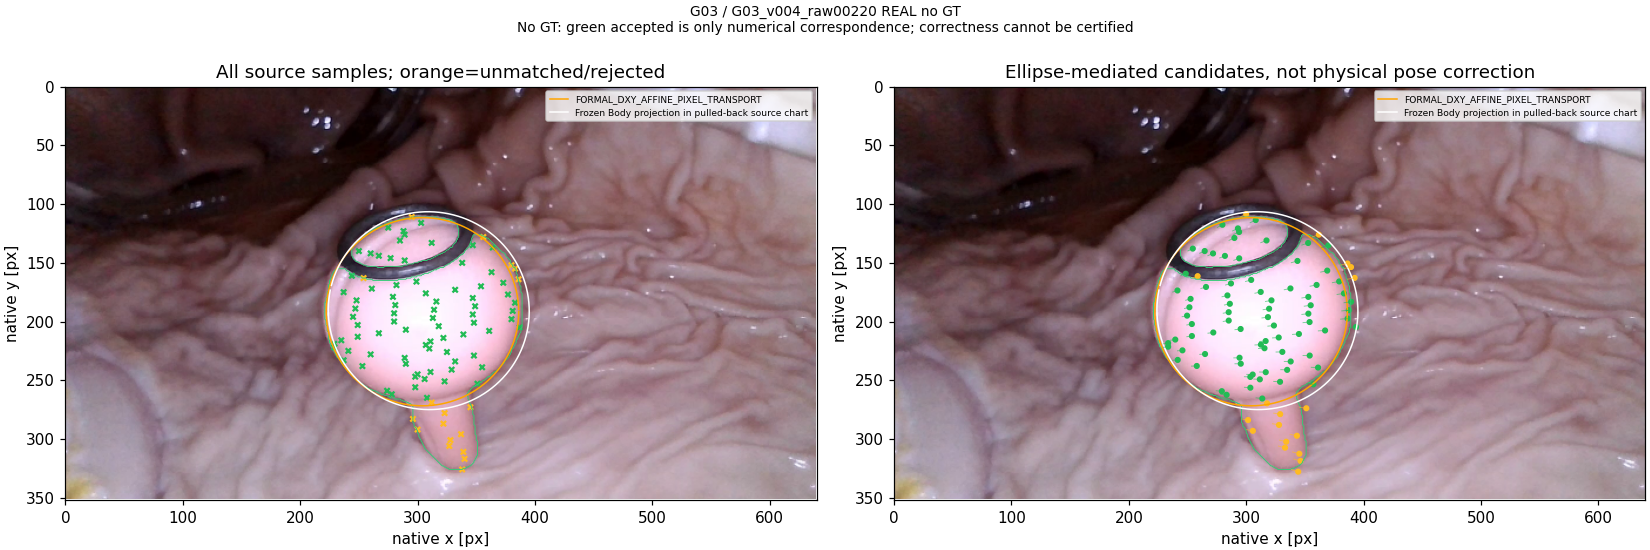 G03 / G03_v004_raw00220 REAL no GT
No GT: green accepted is only numerical correspondence; correctness cannot be certified
All source samples; orange=unmatched/rejected
FORMAL_DXY_AFFINE_PIXEL_TRANSPORT
Frozen Body projection in pulled-back source chart
0
50
100
150
200
250
300
350
native y [px]
0 100 200 300 400 500 600
native x [px]
Ellipse-mediated candidates, not physical pose correction
FORMAL_DXY_AFFINE_PIXEL_TRANSPORT
Frozen Body projection in pulled-back source chart
0
50
100
150
200
250
300
350
native y [px]
0 100 200 300 400 500 600
native x [px]